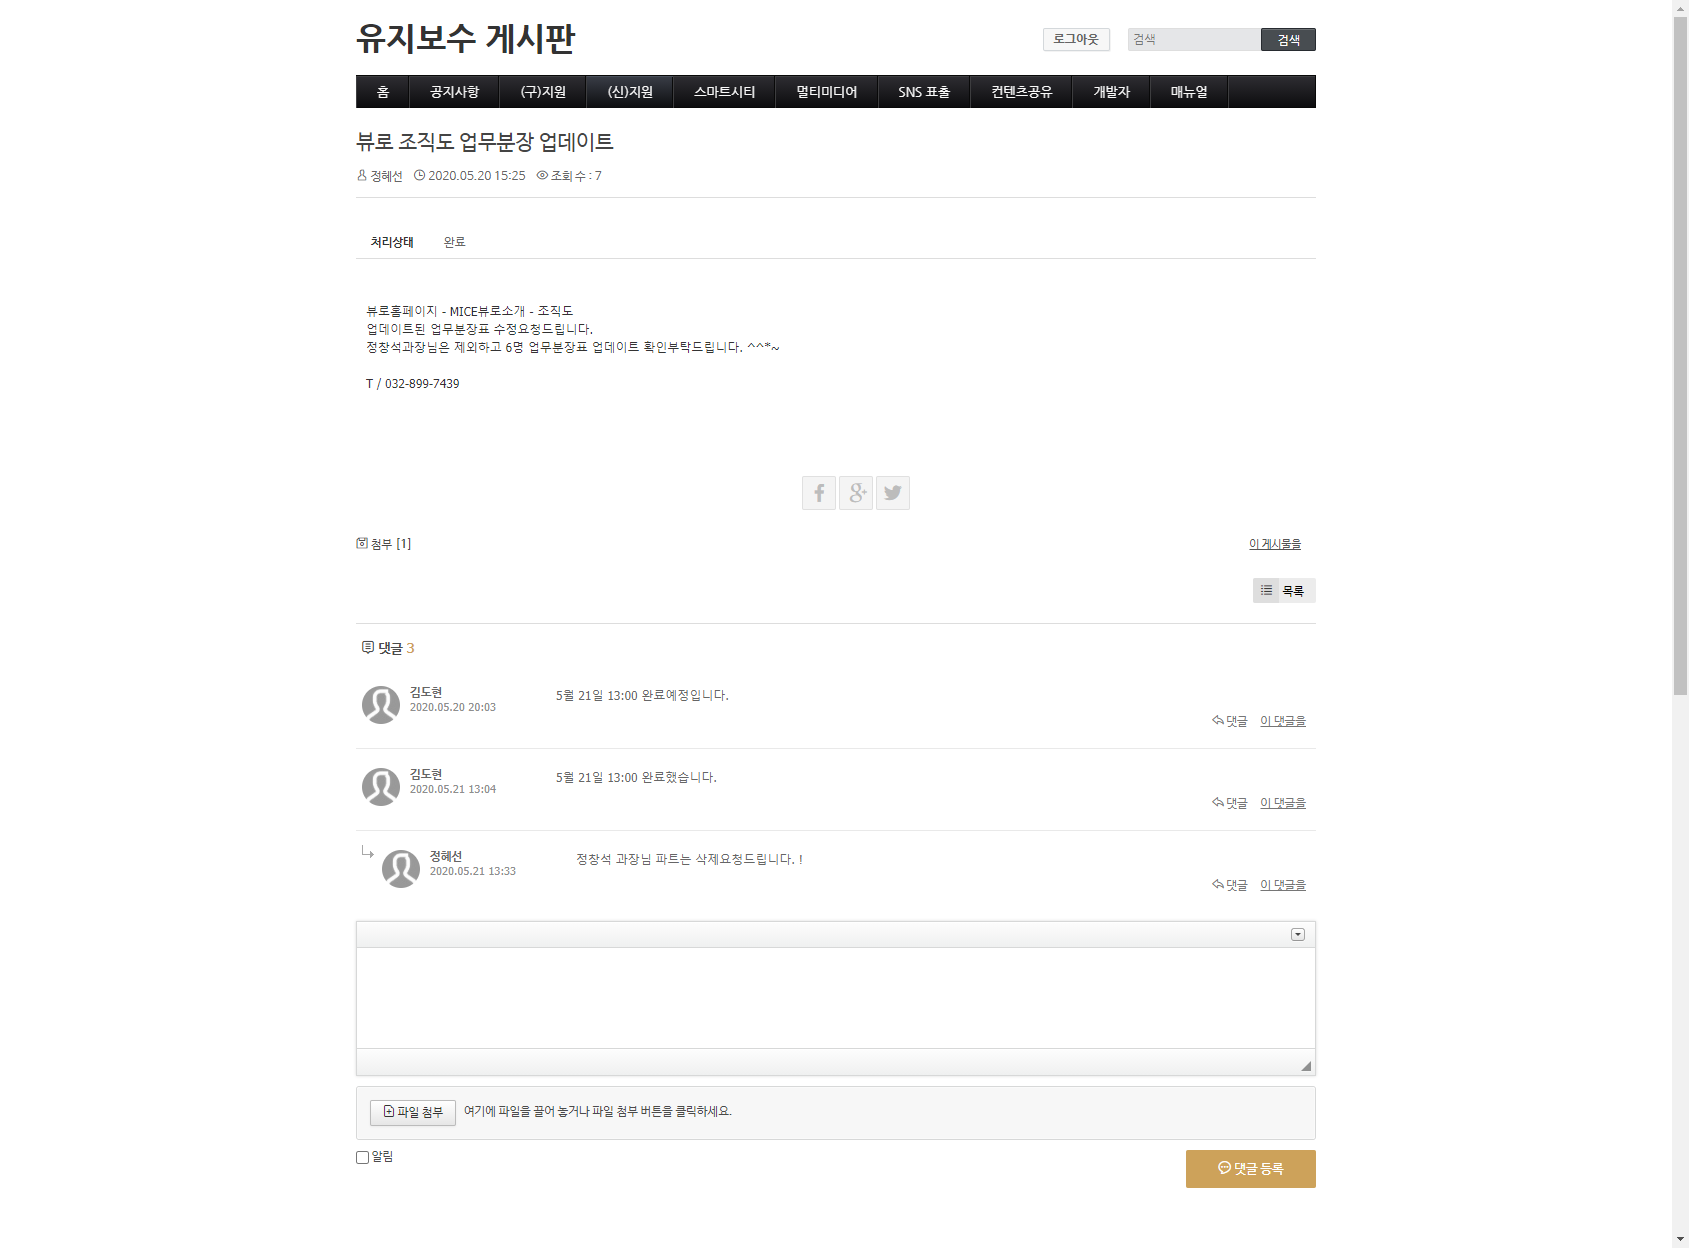 유지보수 게시판
로그아웃 검색 검색
홈 공지사항 (구)지원 (신)지원 스마트시티 멀티미디어 SNS 표출 컨텐츠공유 개발자 매뉴얼
뷰로 조직도 업무분장 업데이트
정혜선 2020.05.20 15:25 조회 수 : 7
처리상태 완료
뷰로홈페이지 - MICE뷰로소개 - 조직도
업데이트된 업무분장표 수정요청드립니다.
정창석과장님은 제외하고 6명 업무분장표 업데이트 확인부탁드립니다. ^^*~
T / 032-899-7439
f g+
첨부 [1] 이 게시물을
목록
댓글 3
김도현 5월 21일 13:00 완료예정입니다.
2020.05.20 20:03
댓글 이 댓글을
김도현 5월 21일 13:00 완료했습니다.
2020.05.21 13:04
댓글 이 댓글을
정혜선 정창석 과장님 파트는 삭제요청드립니다. !
2020.05.21 13:33
댓글 이 댓글을
파일 첨부 여기에 파일을 끌어 놓거나 파일 첨부 버튼을 클릭하세요.
알림
댓글 등록